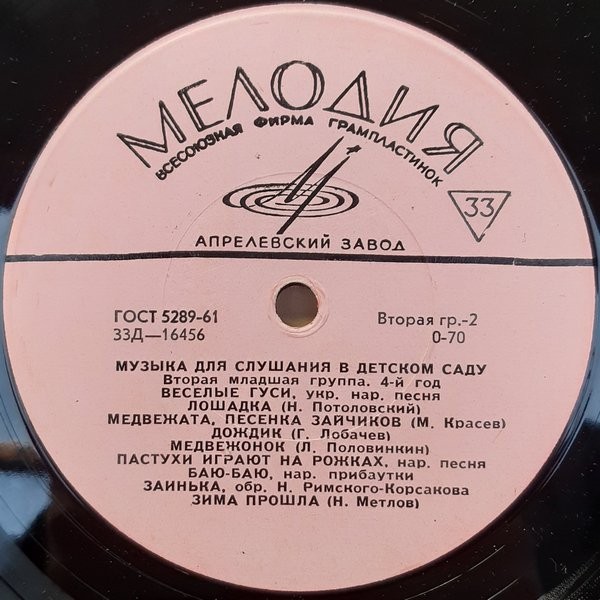 МЕЛОДИЯ
ВСЕСОЮЗНАЯ ФИРМА ГРАМПЛАСТИНОК
33
АПРЕЛЕВСКИЙ ЗАВОД
ГОСТ 5289-61 Вторая гр.-2
33Д—16456 0-70
МУЗЫКА ДЛЯ СЛУШАНИЯ В ДЕТСКОМ САДУ
Вторая младшая группа. 4-й год
ВЕСЕЛЫЕ ГУСИ, укр. нар. песня
ЛОШАДКА (Н. Потоловский)
МЕДВЕЖАТА, ПЕСЕНКА ЗАЙЧИКОВ (М. Красев)
ДОЖДИК (Г. Лобачев)
МЕДВЕЖОНОК (Л. Половинкин)
ПАСТУХИ ИГРАЮТ НА РОЖКАХ, нар. песня
БАЮ-БАЮ, нар. прибаутки
ЗАИНЬКА, обр. Н. Римского-Корсакова
ЗИМА ПРОШЛА (Н. Метлов)